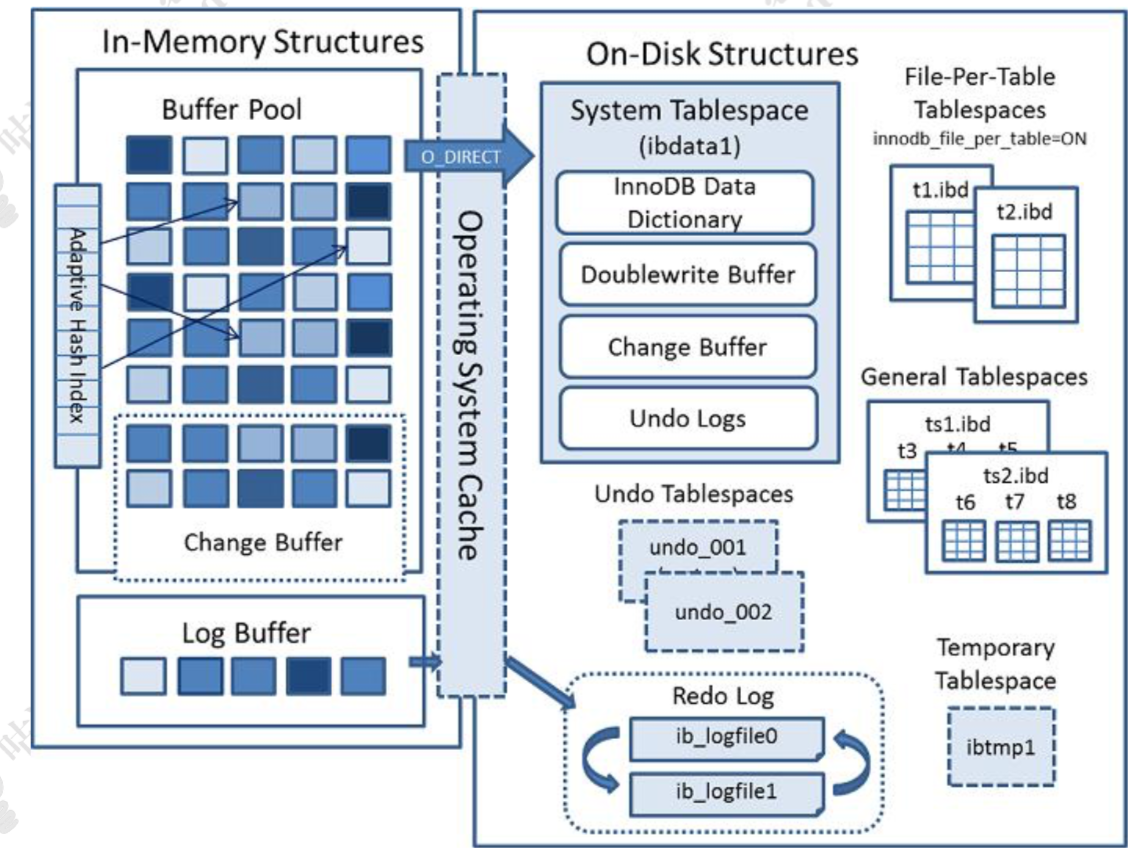 In-Memory Structures
Buffer Pool
Adaptive Hash Index
Change Buffer
Log Buffer
O_DIRECT
Operating System Cache
On-Disk Structures
System Tablespace
(ibdata1)
InnoDB Data
Dictionary
Doublewrite Buffer
Change Buffer
Undo Logs
Undo Tablespaces
undo_001
undo_002
Redo Log
ib_logfile0
ib_logfile1
File-Per-Table
Tablespaces
innodb_file_per_table=ON
t1.ibd
t2.ibd
General Tablespaces
ts1.ibd
t3 t4 t5
ts2.ibd
t6 t7 t8
Temporary
Tablespace
ibtmp1